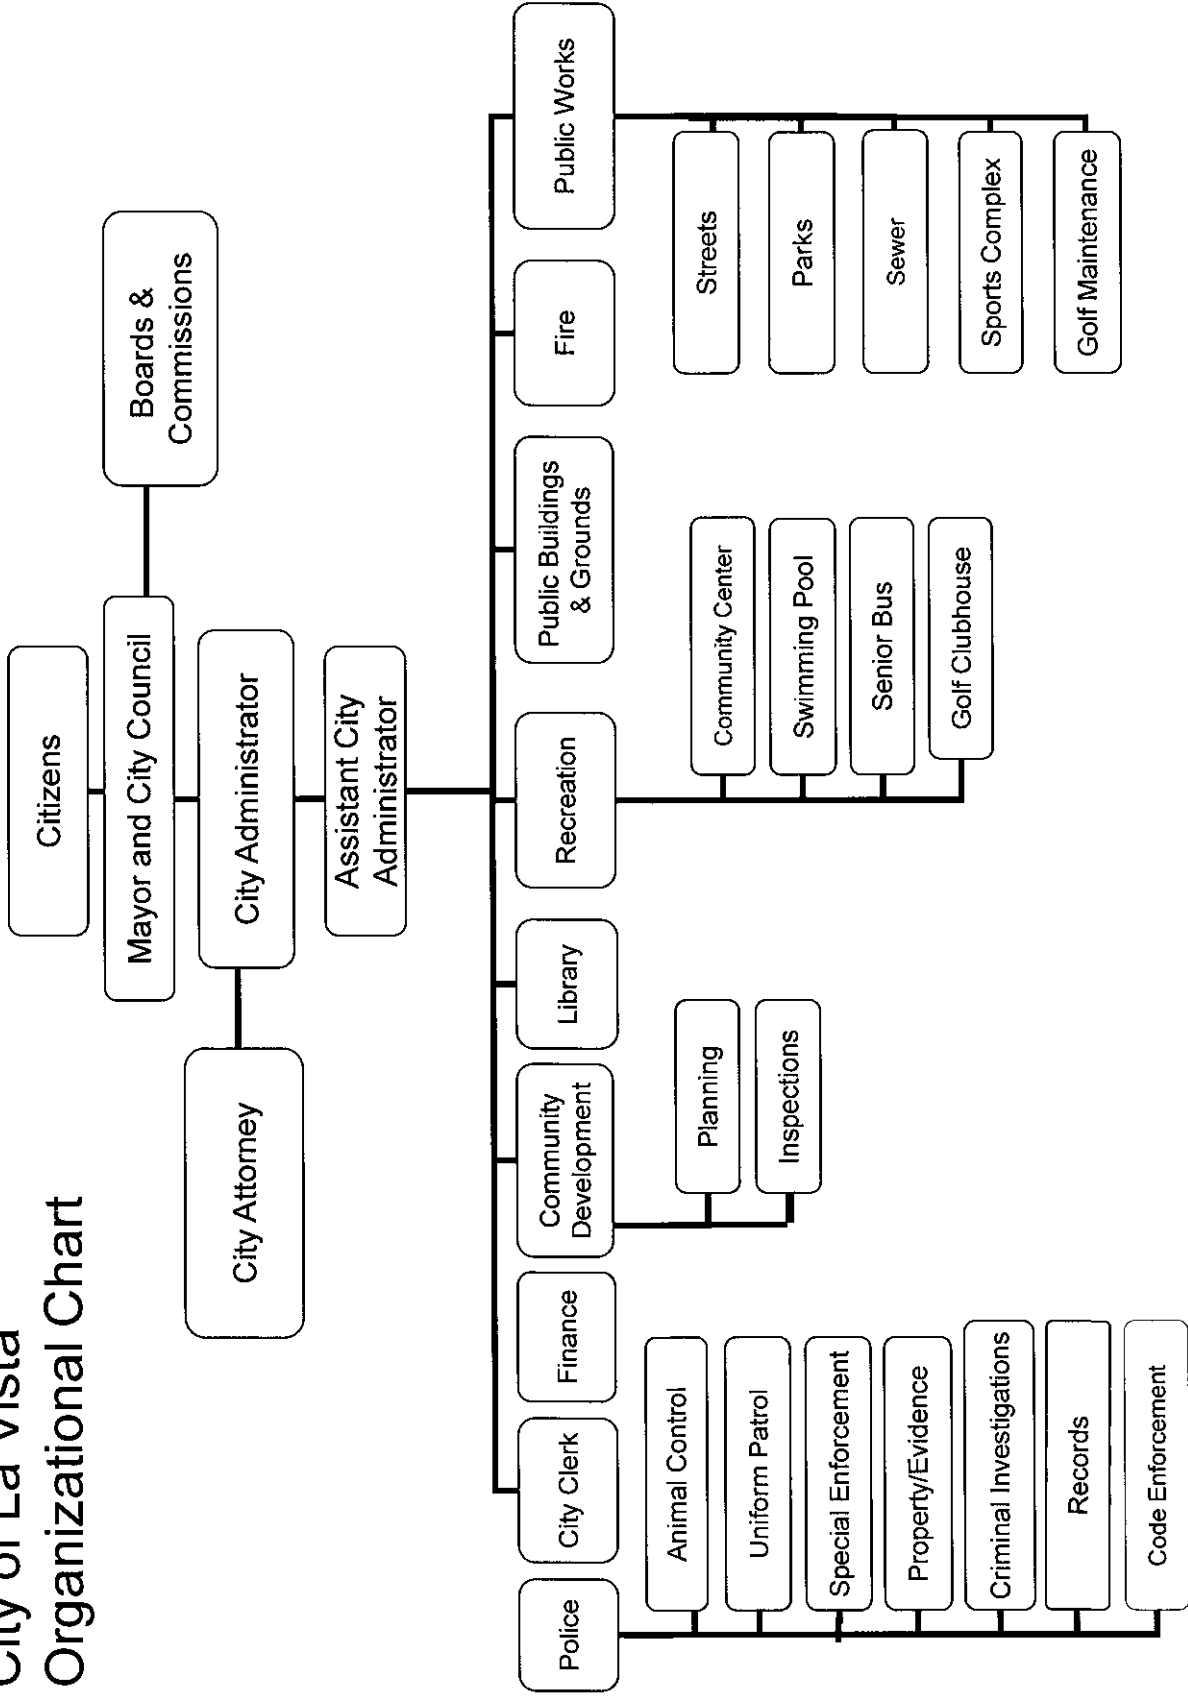 City of La Vista
Organizational Chart
Citizens
Mayor and City Council
Boards &
Commissions
City Administrator
City Attorney
Assistant City
Administrator
Police
City Clerk
Finance
Community
Development
Library
Recreation
Public Buildings
& Grounds
Fire
Public Works
Animal Control
Uniform Patrol
Special Enforcement
Property/Evidence
Criminal Investigations
Records
Code Enforcement
Planning
Inspections
Community Center
Swimming Pool
Senior Bus
Golf Clubhouse
Streets
Parks
Sewer
Sports Complex
Golf Maintenance